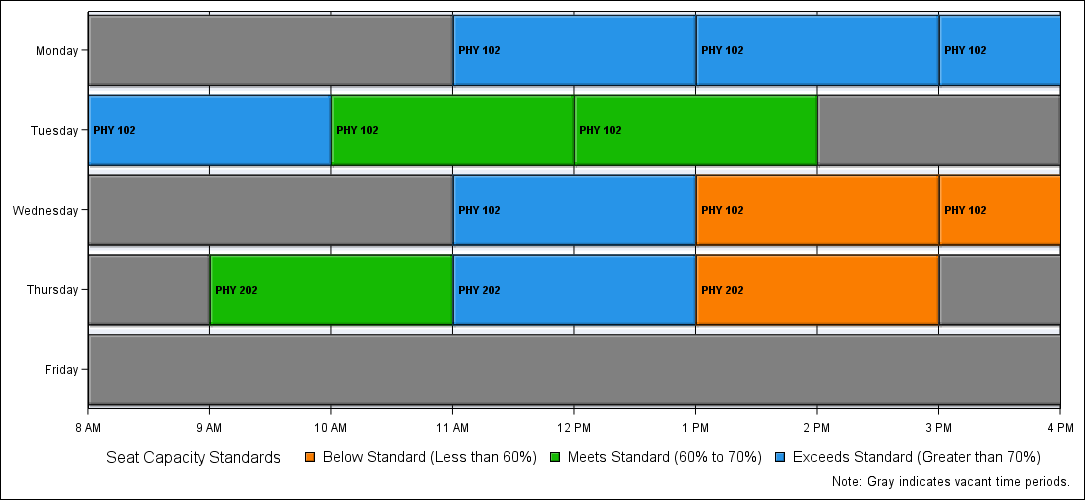 Monday
PHY 102 PHY 102 PHY 102
Tuesday
PHY 102 PHY 102 PHY 102
Wednesday
PHY 102 PHY 102 PHY 102
Thursday
PHY 202 PHY 202 PHY 202
Friday
8 AM 9 AM 10 AM 11 AM 12 PM 1 PM 2 PM 3 PM 4 PM
Seat Capacity Standards Below Standard (Less than 60%) Meets Standard (60% to 70%) Exceeds Standard (Greater than 70%)
Note: Gray indicates vacant time periods.